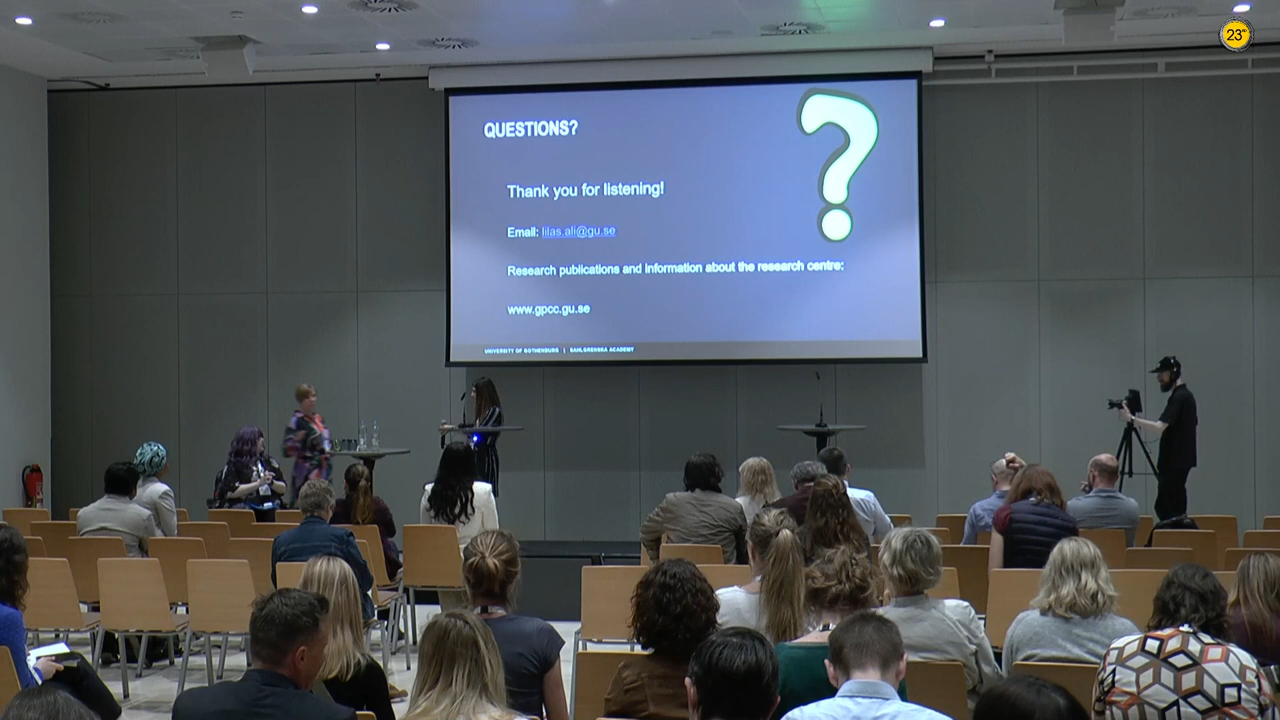 23"
QUESTIONS?
?
Thank you for listening!
Email: lilas.ali@gu.se
Research publications and information about the research centre:
www.gpcc.gu.se
UNIVERSITY OF GOTHENBURG | SAHLGRENSKA ACADEMY